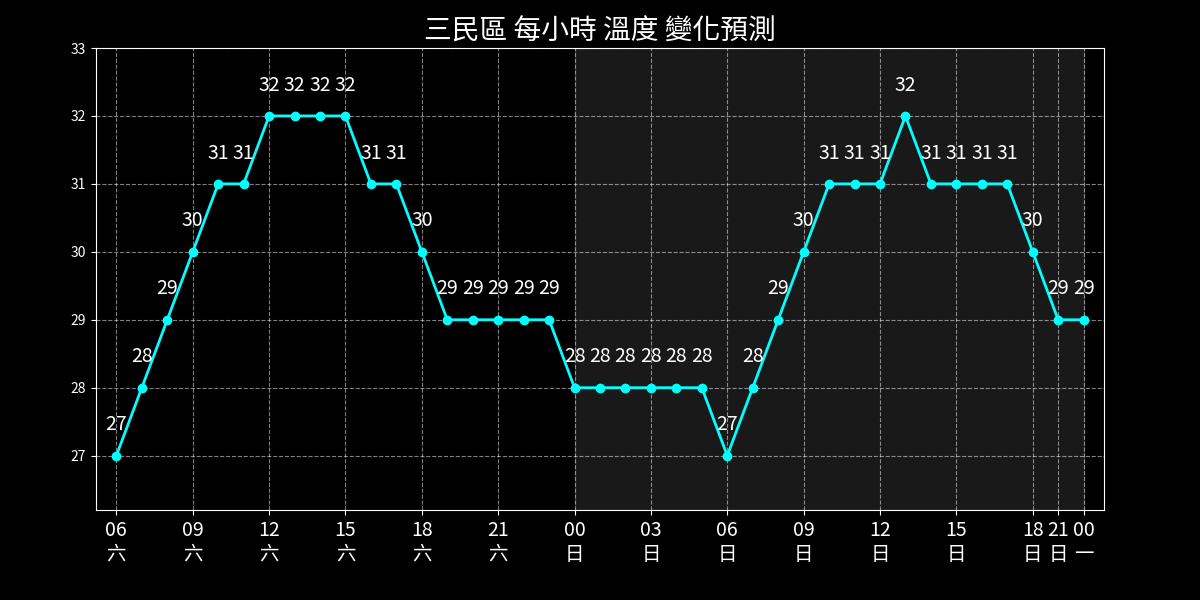 三民區 每小時 溫度 變化預測
33
32 32 32 32 32
32
31 31 31 31 31 31 31 31 31 31 31
31
30 30 30 30
30
29 29 29 29 29 29 29 29 29
29
28 28 28 28 28 28 28 28
28
27 27
27
06 09 12 15 18 21 00 03 06 09 12 15 18 21 00
六 六 六 六 六 六 日 日 日 日 日 日 日 日 一